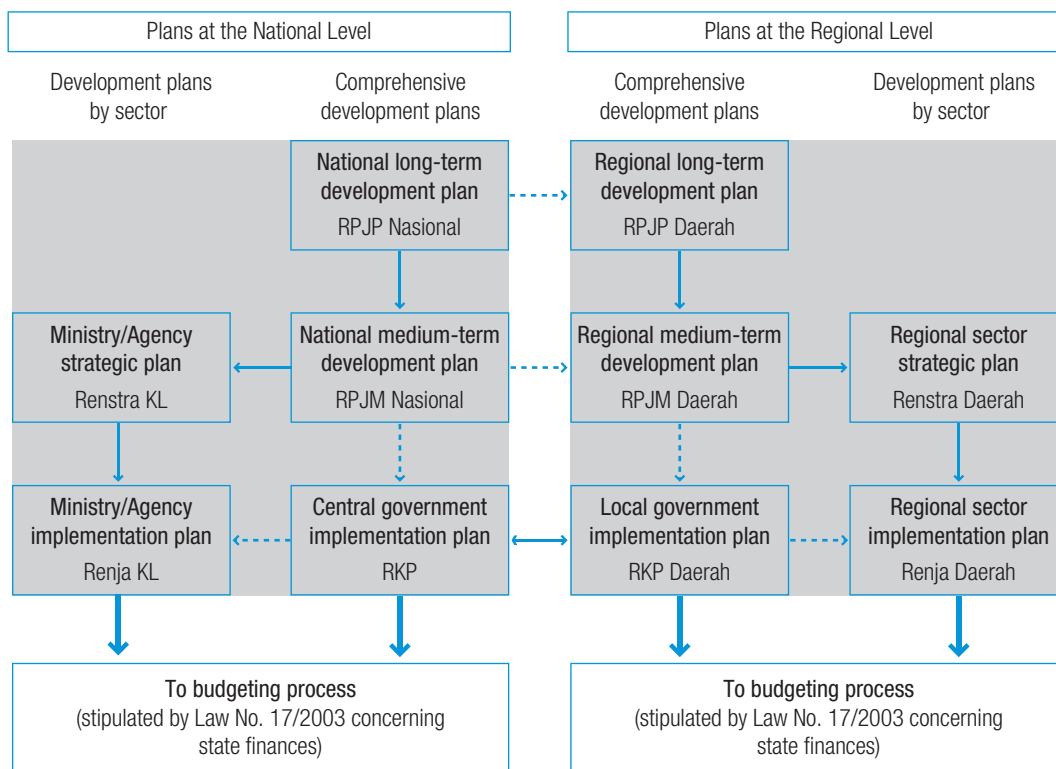 Plans at the National Level
Plans at the Regional Level
Development plans
by sector
Comprehensive
development plans
Comprehensive
development plans
Development plans
by sector
National long-term
development plan
RPJP Nasional
Regional long-term
development plan
RPJP Daerah
Ministry/Agency
strategic plan
Renstra KL
National medium-term
development plan
RPJM Nasional
Regional medium-term
development plan
RPJM Daerah
Regional sector
strategic plan
Renstra Daerah
Ministry/Agency
implementation plan
Renja KL
Central government
implementation plan
RKP
Local government
implementation plan
RKP Daerah
Regional sector
implementation plan
Renja Daerah
To budgeting process
(stipulated by Law No. 17/2003 concerning
state finances)
To budgeting process
(stipulated by Law No. 17/2003 concerning
state finances)